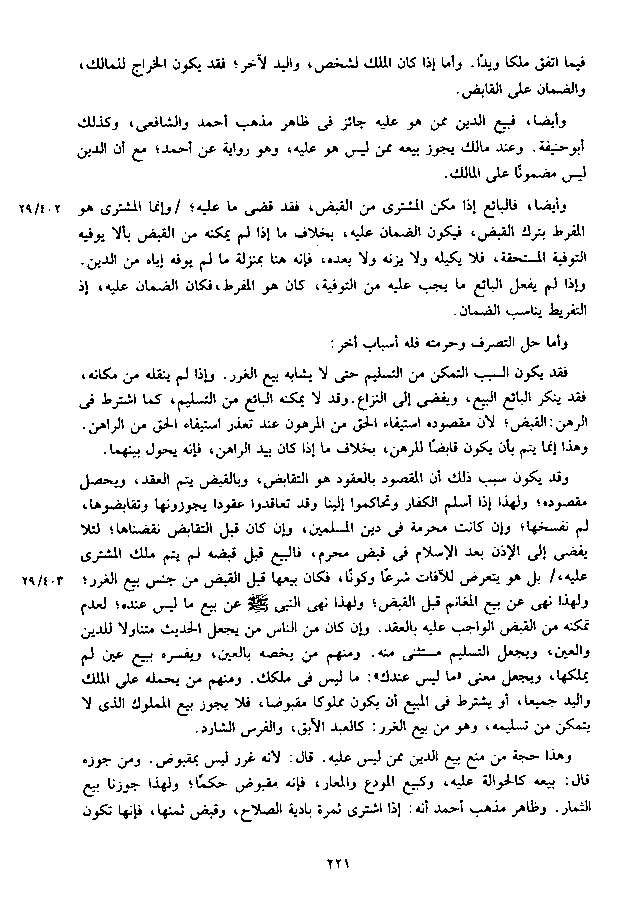 فيما اتفق ملكا ويدًا. وأما إذا كان الملك لشخص، واليد لآخر؛ فقد يكون الخراج للمالك،
والضمان على القابض.
وأيضا، فبيع الدين ممن هو عليه جائز فى ظاهر مذهب أحمد والشافعى، وكذلك
أبوحنيفة. وعند مالك يجوز بيعه ممن ليس هو عليه، وهو رواية عن أحمد؛ مع أن الدين
ليس مضمونًا على المالك.
وأيضا، فالبائع إذا مكن المشترى من القبض، فقد قضى ما عليه؛ /وإنما المشترى هو
٢٩/٤٠٢
المفرط بترك القبض، فيكون الضمان عليه، بخلاف ما إذا لم يمكنه من القبض بألا يوفيه
التوفية المستحقة، فلا يكيله ولا يزنه ولا يعده، فإنه هنا بمنزلة ما لم يوفه إياه من الدين.
وإذا لم يفعل البائع ما يجب عليه من التوفية، كان هو المفرط،فكان الضمان عليه، إذ
التفريط يناسب الضمان.
وأما حل التصرف وحرمته فله أسباب أخر:
فقد يكون السبب التمكن من التسليم حتى لا يشابه بيع الغرر. وإذا لم ينقله من مكانه،
فقد ينكر البائع البيع، ويفضى إلى النزاع.وقد لا يمكنه البائع من التسليم، كما اشترط فى
الرهن:القبض؛ لأن مقصوده استيفاء الحق من المرهون عند تعذر استيفاء الحق من الراهن.
وهذا إنما يتم بأن يكون قابضًا للرهن، بخلاف ما إذا كان بيد الراهن، فإنه يحول بينهما.
وقد يكون سبب ذلك أن المقصود بالعقود هو التقابض، وبالقبض يتم العقد، ويحصل
مقصوده؛ ولهذا إذا أسلم الكفار وتحاكموا إلينا وقد تعاقدوا عقودا يجوزونها وتقابضوها،
لم نفسخها؛ وإن كانت محرمة فى دين المسلمين، وإن كان قبل التقابض نقضناها؛ لئلا
يفضى إلى الإذن بعد الإسلام فى قبض محرم، فالبيع قبل قبضه لم يتم ملك المشترى
عليه،/ بل هو يتعرض للآفات شرعًا وكونًا، فكان بيعها قبل القبض من جنس بيع الغرر؛
٢٩/٤٠٣
ولهذا نهى عن بيع المغانم قبل القبض؛ ولهذا نهى النبى ﷺ عن بيع ما ليس عنده؛ لعدم
تمكنه من القبض الواجب عليه بالعقد. وإن كان من الناس من يجعل الحديث متناولا للدين
والعين، ويجعل التسليم مستثنى منه. ومنهم من يخصه بالعين، ويفسره ببيع عين لم
يملكها، ويجعل معنى «ما ليس عندك»: ما ليس فى ملكك. ومنهم من يحمله على الملك
واليد جميعا، أو يشترط فى المبيع أن يكون مملوكا مقبوضا، فلا يجوز بيع المملوك الذى لا
يتمكن من تسليمه، وهو من بيع الغرر: كالعبد الآبق، والفرس الشارد.
وهذا حجة من منع بيع الدين ممن ليس عليه. قال: لأنه غرر ليس بمقبوض. ومن جوزه
قال: بيعه كالحوالة عليه، وكبيع المودع والمعار، فإنه مقبوض حكمًا؛ ولهذا جوزنا بيع
الثمار. وظاهر مذهب أحمد أنه: إذا اشترى ثمرة بادية الصلاح، وقبض ثمنها، فإنها تكون
٢٢١